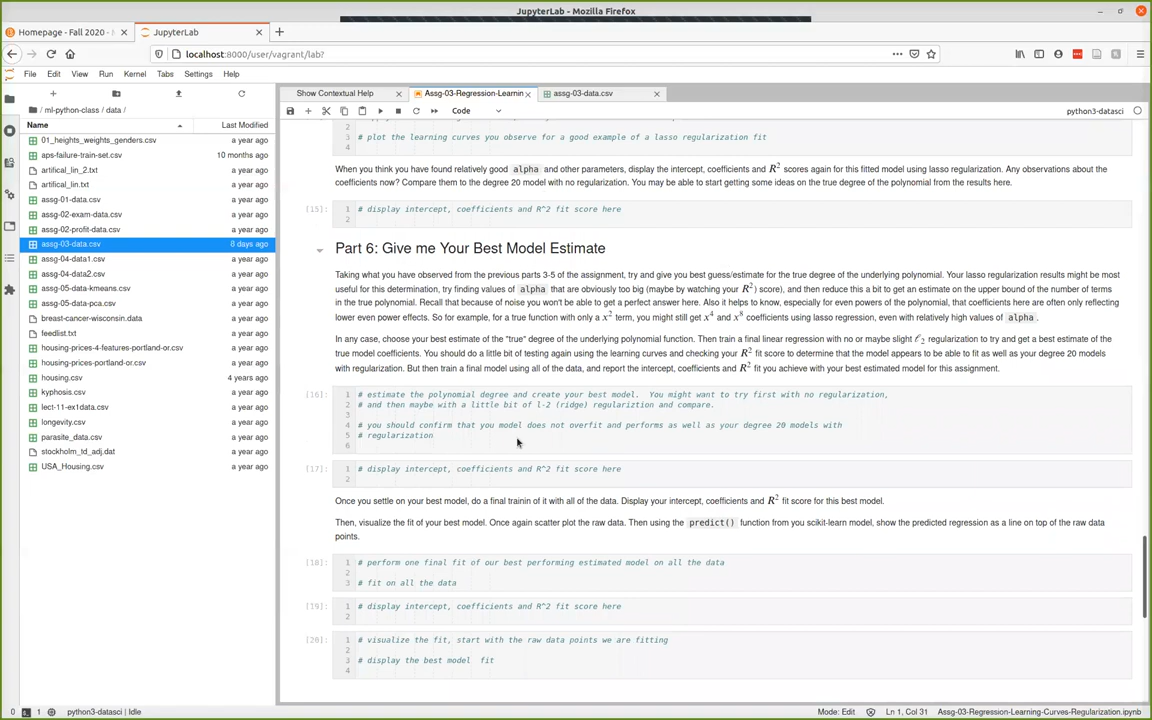 JupyterLab - Mozilla Firefox
Homepage - Fall 2020 -
JupyterLab
localhost:8000/user/vagrant/lab?
File Edit View Run Kernel Tabs Settings Help
/ ml-python-class / data /
Name Last Modified
01_heights_weights_genders.csv a year ago
aps-failure-train-set.csv 10 months ago
artifical_lin_2.txt a year ago
artifical_lin.txt a year ago
assg-01-data.csv a year ago
assg-02-exam-data.csv a year ago
assg-02-profit-data.csv a year ago
assg-03-data.csv 8 days ago
assg-04-data1.csv a year ago
assg-04-data2.csv a year ago
assg-05-data-kmeans.csv a year ago
assg-05-data-pca.csv a year ago
breast-cancer-wisconsin.data a year ago
feedlist.txt a year ago
housing-prices-4-features-portland-or.csv a year ago
housing-prices-portland-or.csv a year ago
housing.csv 4 years ago
kyphosis.csv a year ago
lect-11-ex1data.csv a year ago
longevity.csv a year ago
parasite_data.csv a year ago
stockholm_td_adj.dat a year ago
USA_Housing.csv a year ago
Show Contextual Help
Assg-03-Regression-Learnin
assg-03-data.csv
Code
python3-datasci
2
3 # plot the learning curves you observe for a good example of a lasso regularization fit
4
When you think you have found relatively good alpha and other parameters, display the intercept, coefficients and R² scores again for this fitted model using lasso regularization. Any observations about the
coefficients now? Compare them to the degree 20 model with no regularization. You may be able to start getting some ideas on the true degree of the polynomial from the results here.
[15]: 1 # display intercept, coefficients and R^2 fit score here
2
Part 6: Give me Your Best Model Estimate
Taking what you have observed from the previous parts 3-5 of the assignment, try and give you best guess/estimate for the true degree of the underlying polynomial. Your lasso regularization results might be most
useful for this determination, try finding values of alpha that are obviously too big (maybe by watching your R²) score), and then reduce this a bit to get an estimate on the upper bound of the number of terms
in the true polynomial. Recall that because of noise you won't be able to get a perfect answer here. Also it helps to know, especially for even powers of the polynomial, that coefficients here are often only reflecting
lower even power effects. So for example, for a true function with only a x² term, you might still get x⁴ and x⁸ coefficients using lasso regression, even with relatively high values of alpha.
In any case, choose your best estimate of the "true" degree of the underlying polynomial function. Then train a final linear regression with no or maybe slight ℓ₂ regularization to try and get a best estimate of the
true model coefficients. You should do a little bit of testing again using the learning curves and checking your R² fit score to determine that the model appears to be able to fit as well as your degree 20 models
with regularization. But then train a final model using all of the data, and report the intercept, coefficients and R² fit you achieve with your best estimated model for this assignment.
[16]: 1 # estimate the polynomial degree and create your best model.  You might want to try first with no regularization,
2 # and then maybe with a little bit of l-2 (ridge) regulariztion and compare.
3
4 # you should confirm that you model does not overfit and performs as well as your degree 20 models with
5 # regularization
6
[17]: 1 # display intercept, coefficients and R^2 fit score here
2
Once you settle on your best model, do a final trainin of it with all of the data. Display your intercept, coefficients and R² fit score for this best model.
Then, visualize the fit of your best model. Once again scatter plot the raw data. Then using the predict() function from you scikit-learn model, show the predicted regression as a line on top of the raw data
points.
[18]: 1 # perform one final fit of our best performing estimated model on all the data
2
3 # fit on all the data
[19]: 1 # display intercept, coefficients and R^2 fit score here
2
[20]: 1 # visualize the fit, start with the raw data points we are fitting
2
3 # display the best model  fit
4
0 1 python3-datasci | Idle
Mode: Edit Ln 1, Col 31 Assg-03-Regression-Learning-Curves-Regularization.ipynb